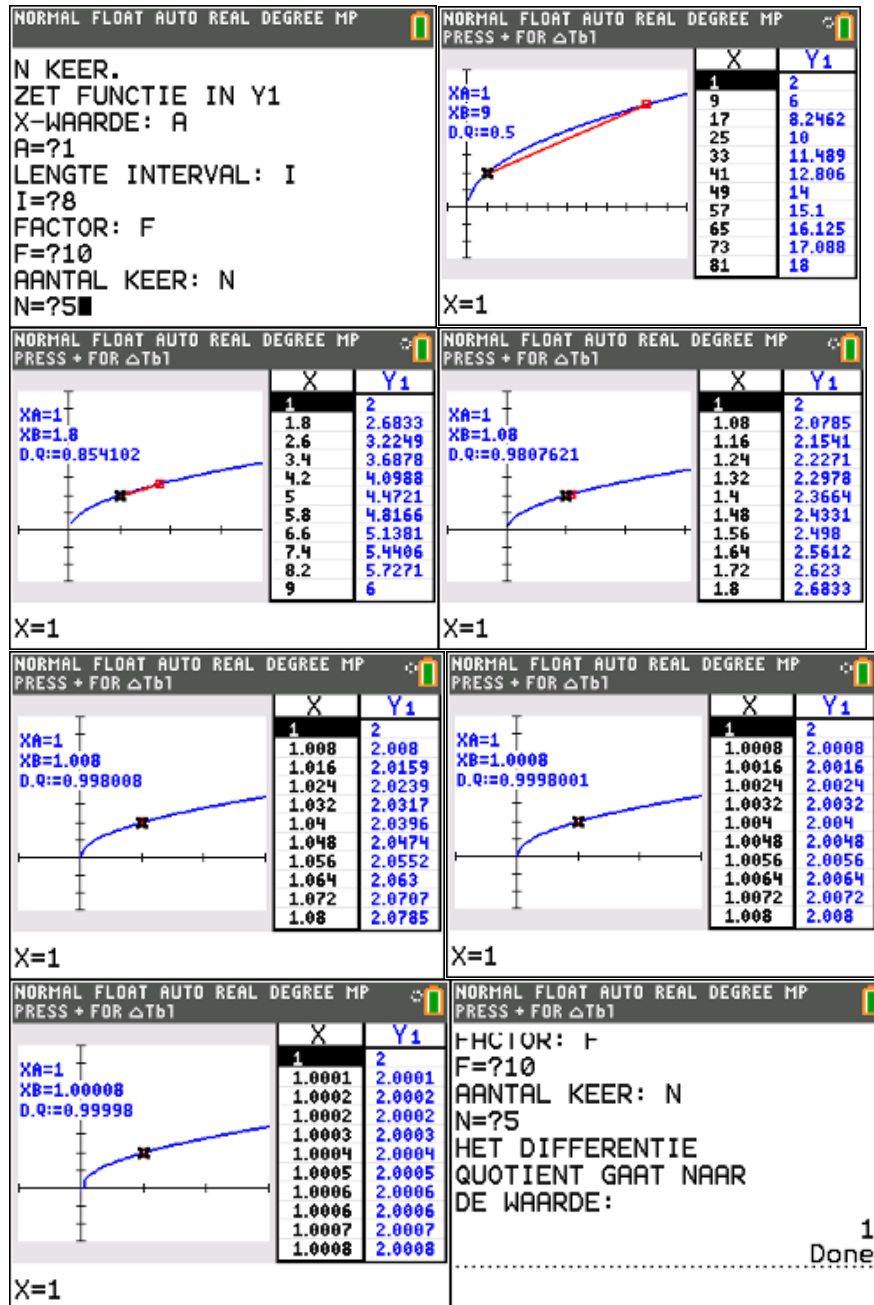 NORMAL FLOAT AUTO REAL DEGREE MP
N KEER.
ZET FUNCTIE IN Y1
X-WAARDE: A
A=?1
LENGTE INTERVAL: I
I=?8
FACTOR: F
F=?10
AANTAL KEER: N
N=?5
NORMAL FLOAT AUTO REAL DEGREE MP
PRESS + FOR △Tbl
XA=1
XB=9
D.Q:=0.5
X Y1
1 2
9 6
17 8.2462
25 10
33 11.489
41 12.806
49 14
57 15.1
65 16.125
73 17.088
81 18
X=1
NORMAL FLOAT AUTO REAL DEGREE MP
PRESS + FOR △Tbl
XA=1
XB=1.8
D.Q:=0.854102
X Y1
1 2
1.8 2.6833
2.6 3.2249
3.4 3.6878
4.2 4.0988
5 4.4721
5.8 4.8166
6.6 5.1381
7.4 5.4406
8.2 5.7271
9 6
X=1
NORMAL FLOAT AUTO REAL DEGREE MP
PRESS + FOR △Tbl
XA=1
XB=1.08
D.Q:=0.9807621
X Y1
1 2
1.08 2.0785
1.16 2.1541
1.24 2.2271
1.32 2.2978
1.4 2.3664
1.48 2.4331
1.56 2.498
1.64 2.5612
1.72 2.623
1.8 2.6833
X=1
NORMAL FLOAT AUTO REAL DEGREE MP
PRESS + FOR △Tbl
XA=1
XB=1.008
D.Q:=0.998008
X Y1
1 2
1.008 2.008
1.016 2.0159
1.024 2.0239
1.032 2.0317
1.04 2.0396
1.048 2.0474
1.056 2.0552
1.064 2.063
1.072 2.0707
1.08 2.0785
X=1
NORMAL FLOAT AUTO REAL DEGREE MP
PRESS + FOR △Tbl
XA=1
XB=1.0008
D.Q:=0.9998001
X Y1
1 2
1.0008 2.0008
1.0016 2.0016
1.0024 2.0024
1.0032 2.0032
1.004 2.004
1.0048 2.0048
1.0056 2.0056
1.0064 2.0064
1.0072 2.0072
1.008 2.008
X=1
NORMAL FLOAT AUTO REAL DEGREE MP
PRESS + FOR △Tbl
XA=1
XB=1.00008
D.Q:=0.99998
X Y1
1 2
1.0001 2.0001
1.0002 2.0002
1.0002 2.0002
1.0003 2.0003
1.0004 2.0004
1.0005 2.0005
1.0006 2.0006
1.0006 2.0006
1.0007 2.0007
1.0008 2.0008
X=1
NORMAL FLOAT AUTO REAL DEGREE MP
FACTOR: F
F=?10
AANTAL KEER: N
N=?5
HET DIFFERENTIE
QUOTIENT GAAT NAAR
DE WAARDE:
1
Done